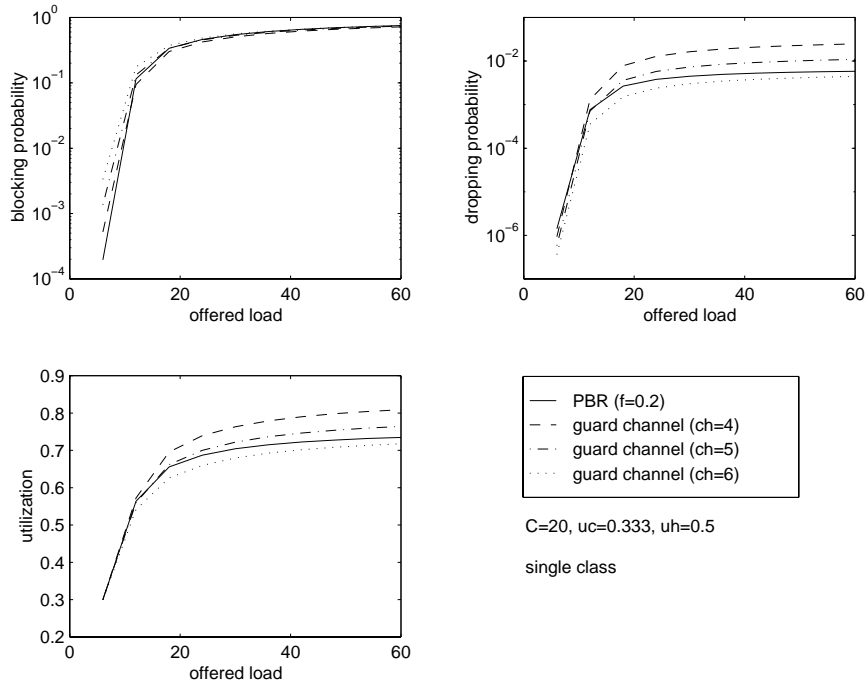 10^0
10^-1
10^-2
10^-3
10^-4
blocking probability
0 20 40 60
offered load
10^-2
10^-4
10^-6
dropping probability
0 20 40 60
offered load
0.9
0.8
0.7
0.6
0.5
0.4
0.3
0.2
utilization
0 20 40 60
offered load
PBR (f=0.2)
guard channel (ch=4)
guard channel (ch=5)
guard channel (ch=6)
C=20, uc=0.333, uh=0.5
single class